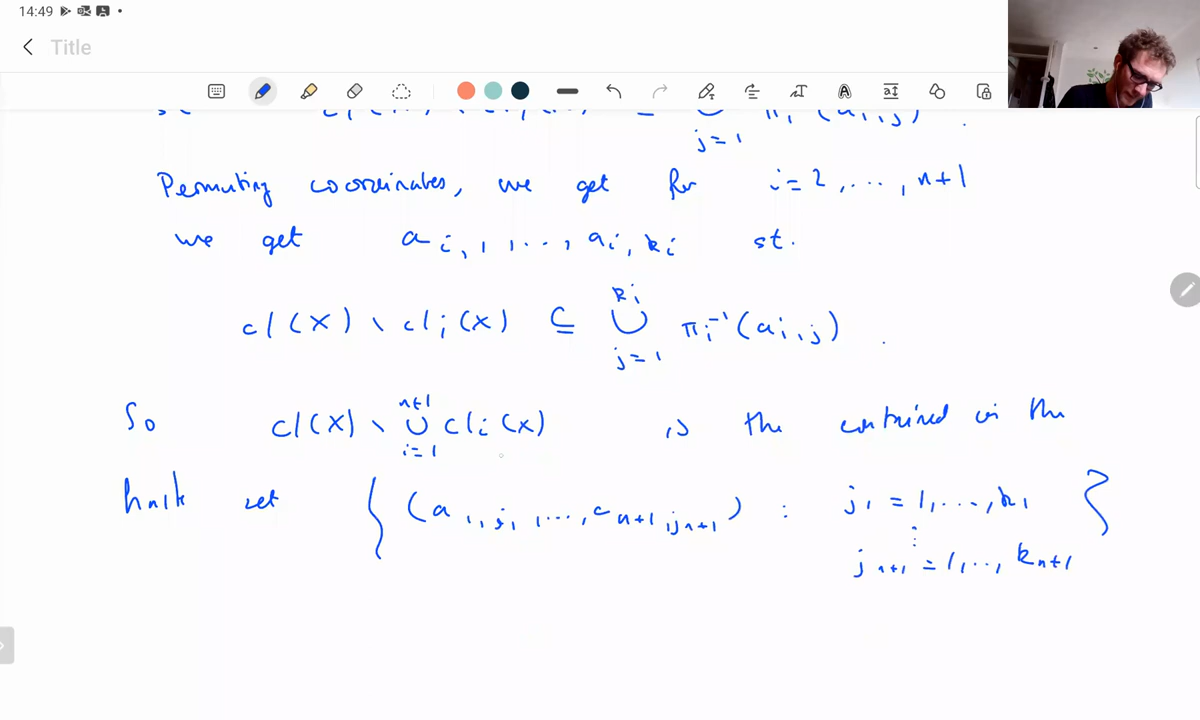 14:49
Title
j=1
Permuting coordinates, we get for i=2,...,n+1
we get a_{i,1},...,a_{i,k_i} st.
cl(X) \ cl_i(X) ⊆ ⋃_{j=1}^{k_i} π_i^{-1}(a_{i,j}) .
So cl(X) \ ⋃_{i=1}^{n+1} cl_i(X) is the contained in the
finite set { (a_{1,j_1},...,a_{n+1,j_{n+1}}) : j_1 = 1,...,k_1
⋮
j_{n+1} = 1,...,k_{n+1} }